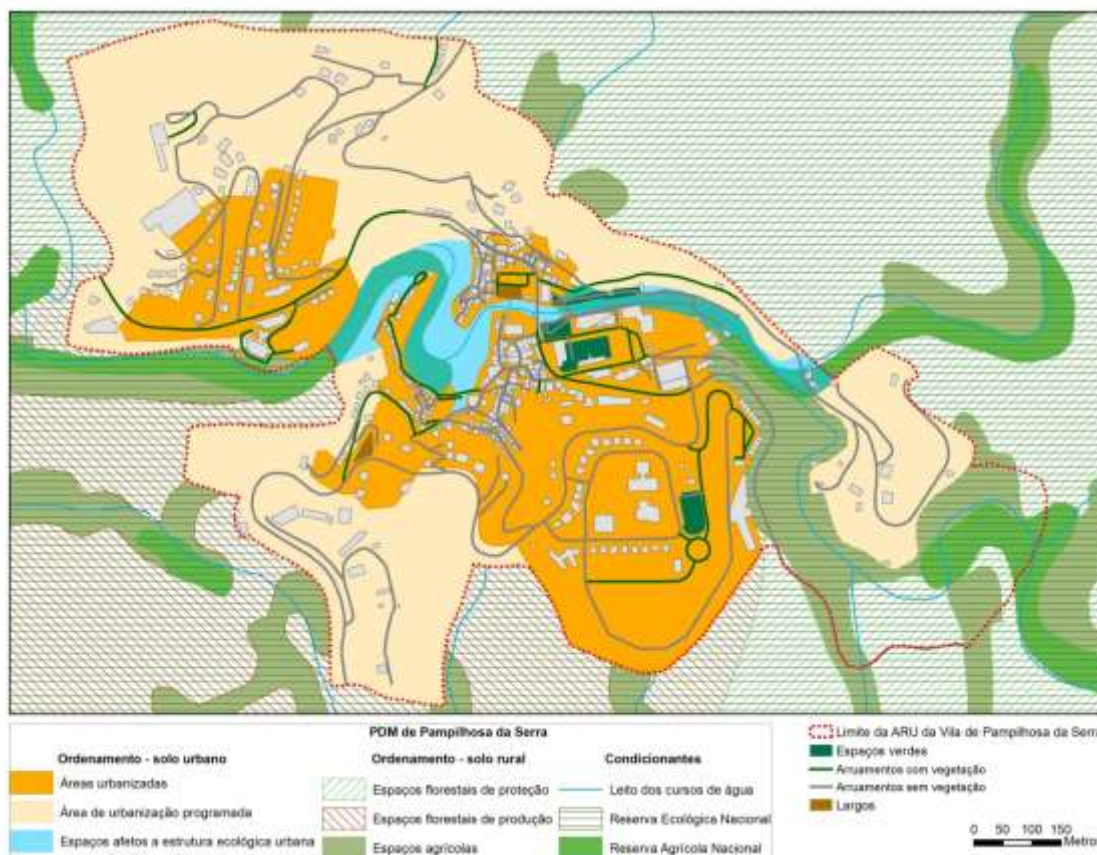 PDM de Pampilhosa da Serra
Ordenamento - solo urbano
Áreas urbanizadas
Área de urbanização programada
Espaços afetos a estrutura ecológica urbana
Ordenamento - solo rural
Espaços florestais de proteção
Espaços florestais de produção
Espaços agrícolas
Condicionantes
Leito dos cursos de água
Reserva Ecológica Nacional
Reserva Agrícola Nacional
Limite da ARU da Vila de Pampilhosa da Serra
Espaços verdes
Arruamentos com vegetação
Arruamentos sem vegetação
Largos
0 50 100 150
Metros